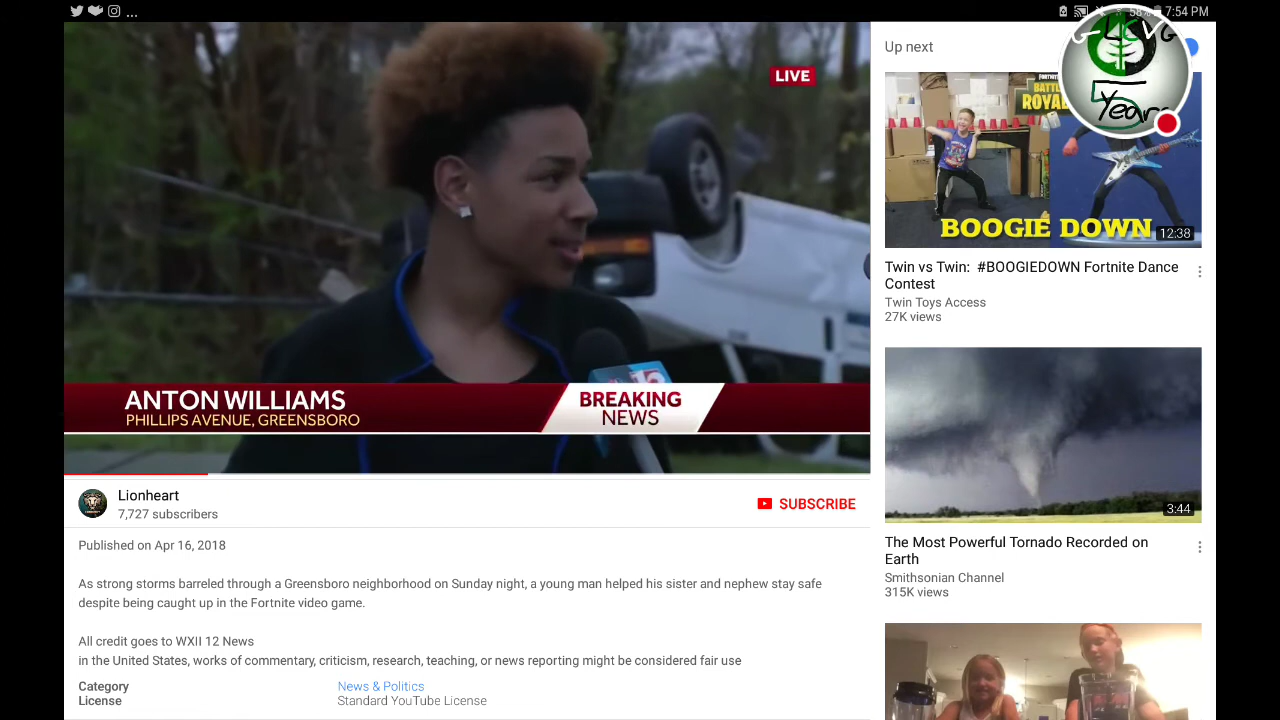 7:54 PM
LIVE
Up next
Years
BATTLE
ROYAL
BOOGIE DOWN
12:38
Twin vs Twin: #BOOGIEDOWN Fortnite Dance
Contest
Twin Toys Access
27K views
ANTON WILLIAMS
PHILLIPS AVENUE, GREENSBORO
BREAKING
NEWS
3:44
The Most Powerful Tornado Recorded on
Earth
Smithsonian Channel
315K views
Lionheart
7,727 subscribers
SUBSCRIBE
Published on Apr 16, 2018
As strong storms barreled through a Greensboro neighborhood on Sunday night, a young man helped his sister and nephew stay safe
despite being caught up in the Fortnite video game.
All credit goes to WXII 12 News
in the United States, works of commentary, criticism, research, teaching, or news reporting might be considered fair use
Category
News & Politics
License
Standard YouTube License